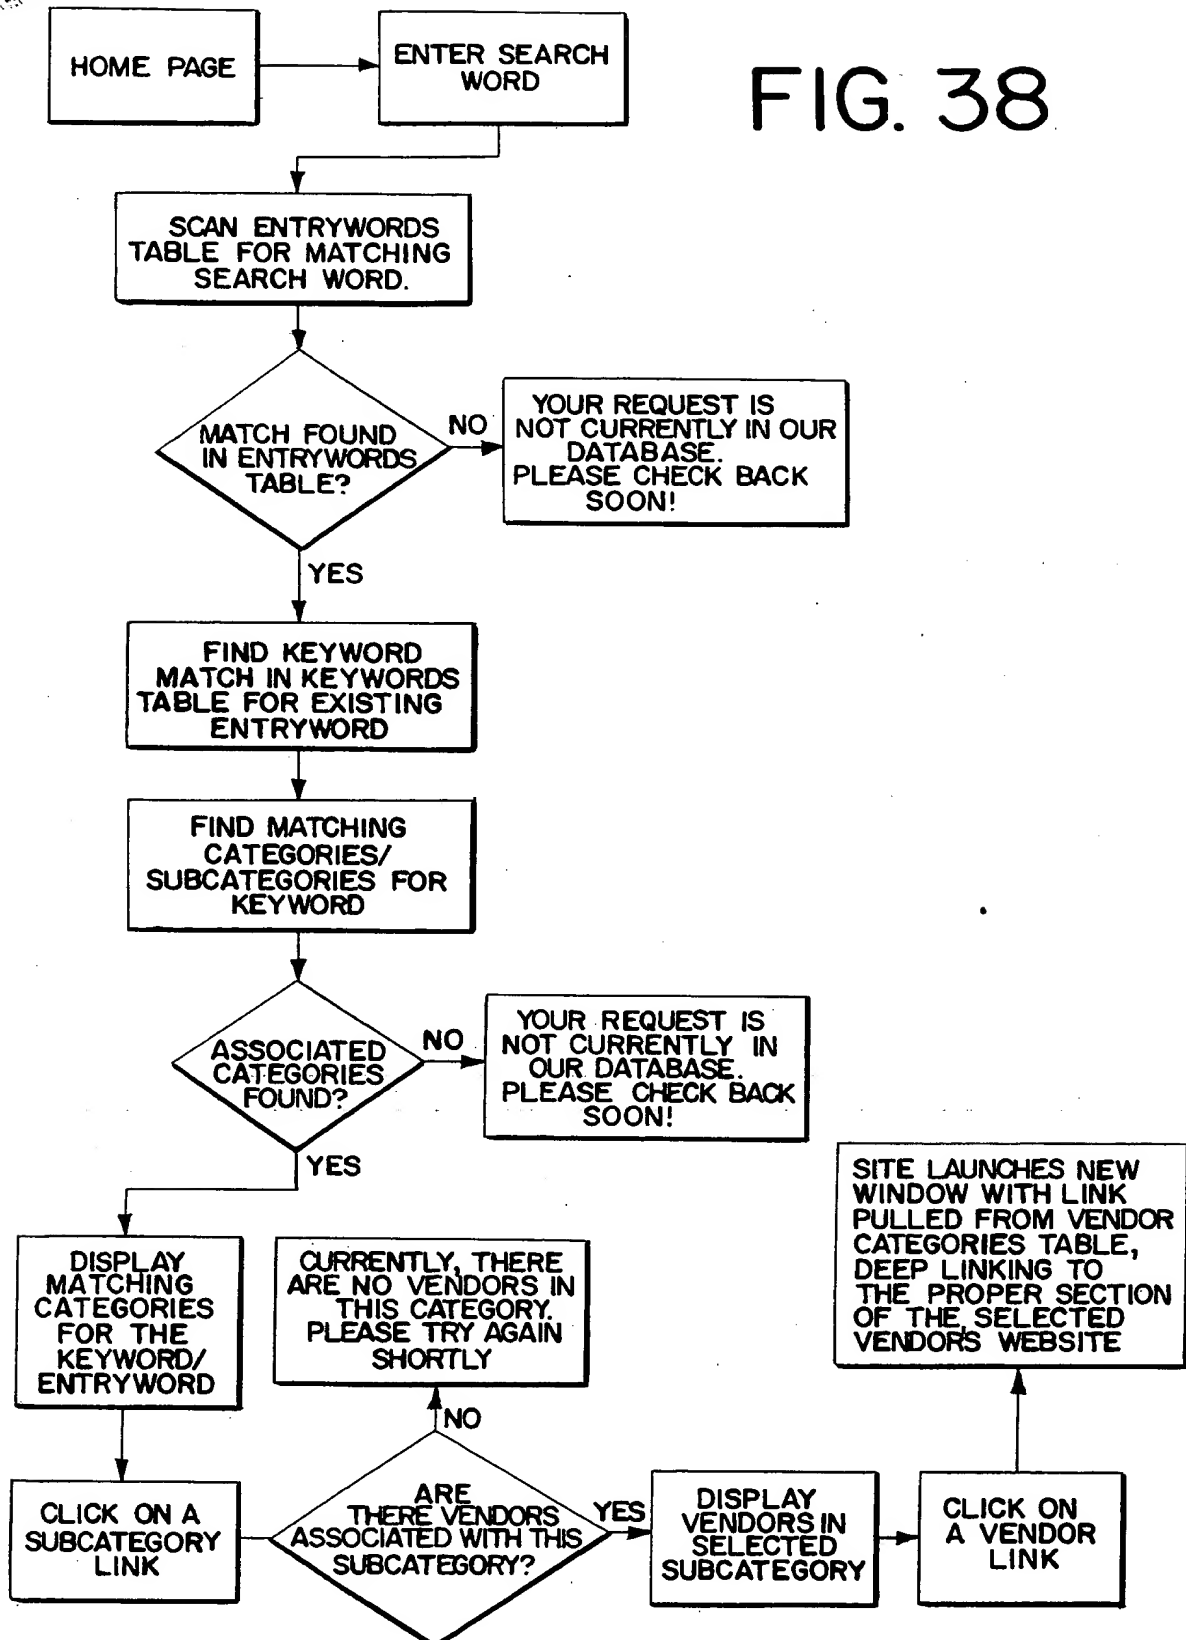 HOME PAGE
ENTER SEARCH
WORD
FIG. 38
SCAN ENTRYWORDS
TABLE FOR MATCHING
SEARCH WORD.
MATCH FOUND
IN ENTRYWORDS
TABLE?
NO
YOUR REQUEST IS
NOT CURRENTLY IN OUR
DATABASE.
PLEASE CHECK BACK
SOON!
YES
FIND KEYWORD
MATCH IN KEYWORDS
TABLE FOR EXISTING
ENTRYWORD
FIND MATCHING
CATEGORIES/
SUBCATEGORIES FOR
KEYWORD
ASSOCIATED
CATEGORIES
FOUND?
NO
YOUR REQUEST IS
NOT CURRENTLY IN
OUR DATABASE.
PLEASE CHECK BACK
SOON!
YES
DISPLAY
MATCHING
CATEGORIES
FOR THE
KEYWORD/
ENTRYWORD
CURRENTLY, THERE
ARE NO VENDORS IN
THIS CATEGORY.
PLEASE TRY AGAIN
SHORTLY
SITE LAUNCHES NEW
WINDOW WITH LINK
PULLED FROM VENDOR
CATEGORIES TABLE,
DEEP LINKING TO
THE PROPER SECTION
OF THE SELECTED
VENDOR'S WEBSITE
NO
CLICK ON A
SUBCATEGORY
LINK
ARE
THERE VENDORS
ASSOCIATED WITH THIS
SUBCATEGORY?
YES
DISPLAY
VENDORS IN
SELECTED
SUBCATEGORY
CLICK ON
A VENDOR
LINK